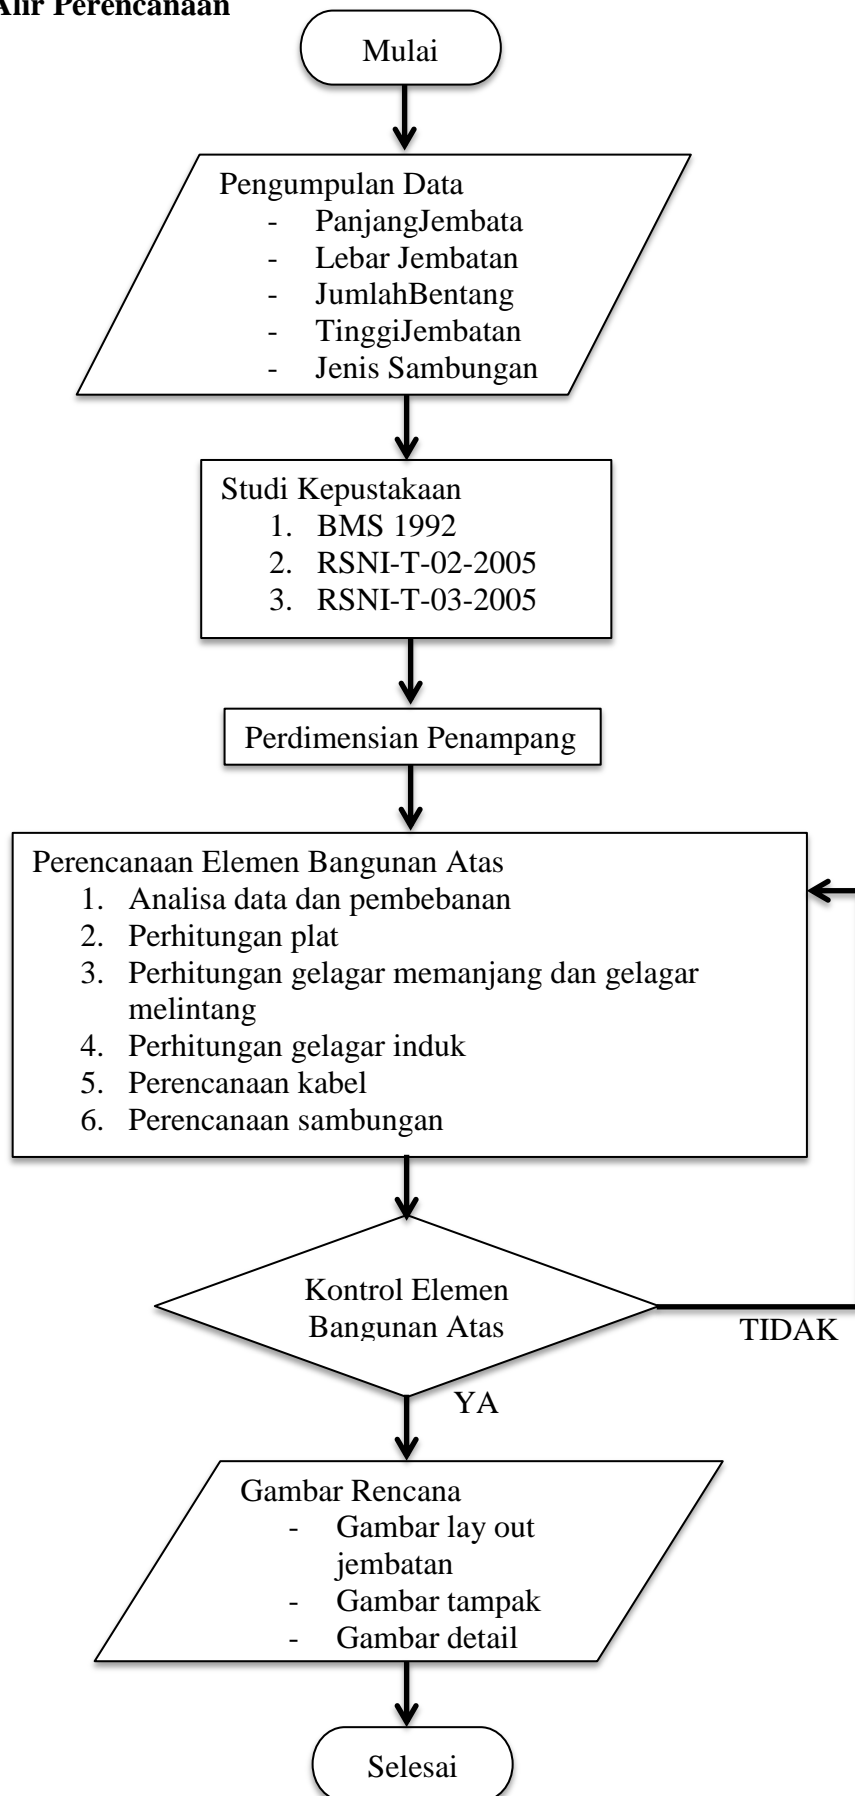 Alir Perencanaan
Mulai
Pengumpulan Data
- PanjangJembata
- Lebar Jembatan
- JumlahBentang
- TinggiJembatan
- Jenis Sambungan
Studi Kepustakaan
1. BMS 1992
2. RSNI-T-02-2005
3. RSNI-T-03-2005
Perdimensian Penampang
Perencanaan Elemen Bangunan Atas
1. Analisa data dan pembebanan
2. Perhitungan plat
3. Perhitungan gelagar memanjang dan gelagar
melintang
4. Perhitungan gelagar induk
5. Perencanaan kabel
6. Perencanaan sambungan
Kontrol Elemen
Bangunan Atas
TIDAK
YA
Gambar Rencana
- Gambar lay out
jembatan
- Gambar tampak
- Gambar detail
Selesai